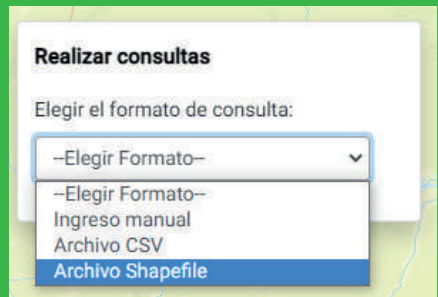 Realizar consultas
Elegir el formato de consulta:
--Elegir Formato--
--Elegir Formato--
Ingreso manual
Archivo CSV
Archivo Shapefile